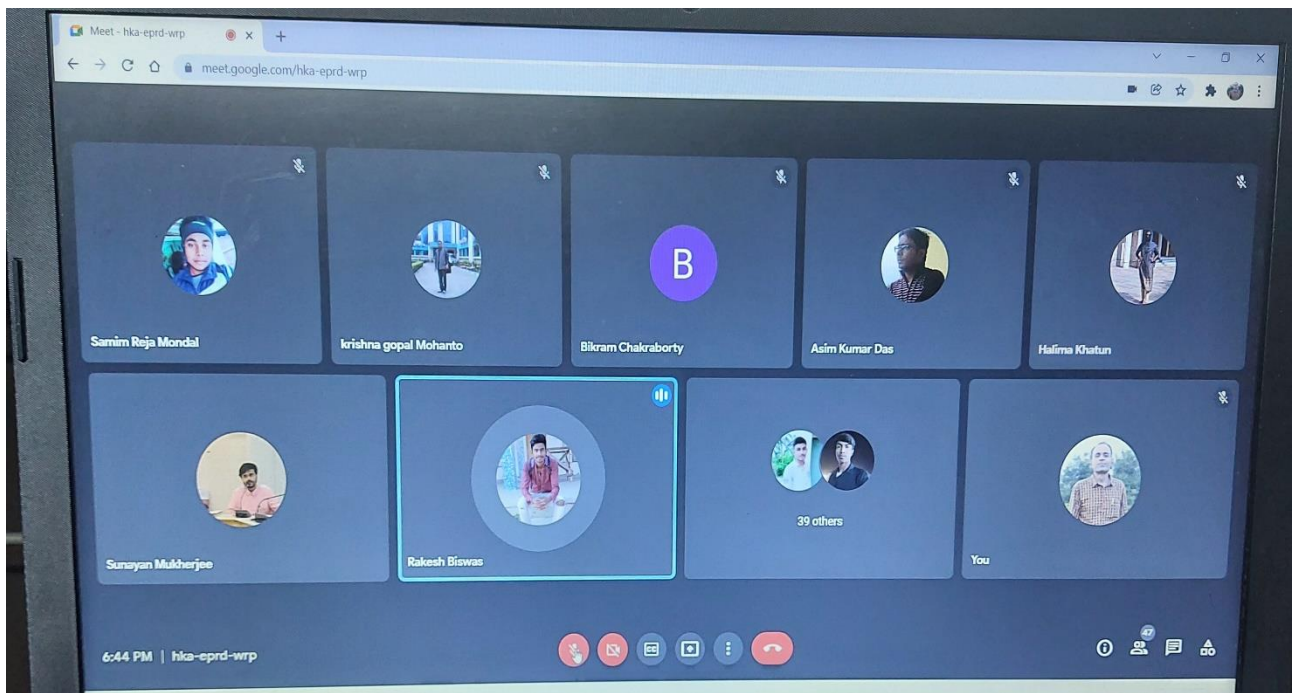 Meet - hka-eprd-wrp
meet.google.com/hka-eprd-wrp
Samim Reja Mondal
krishna gopal Mohanto
B
Bikram Chakraborty
Asim Kumar Das
Halima Khatun
Sunayan Mukherjee
Rakesh Biswas
39 others
You
6:44 PM | hka-eprd-wrp
CC
47